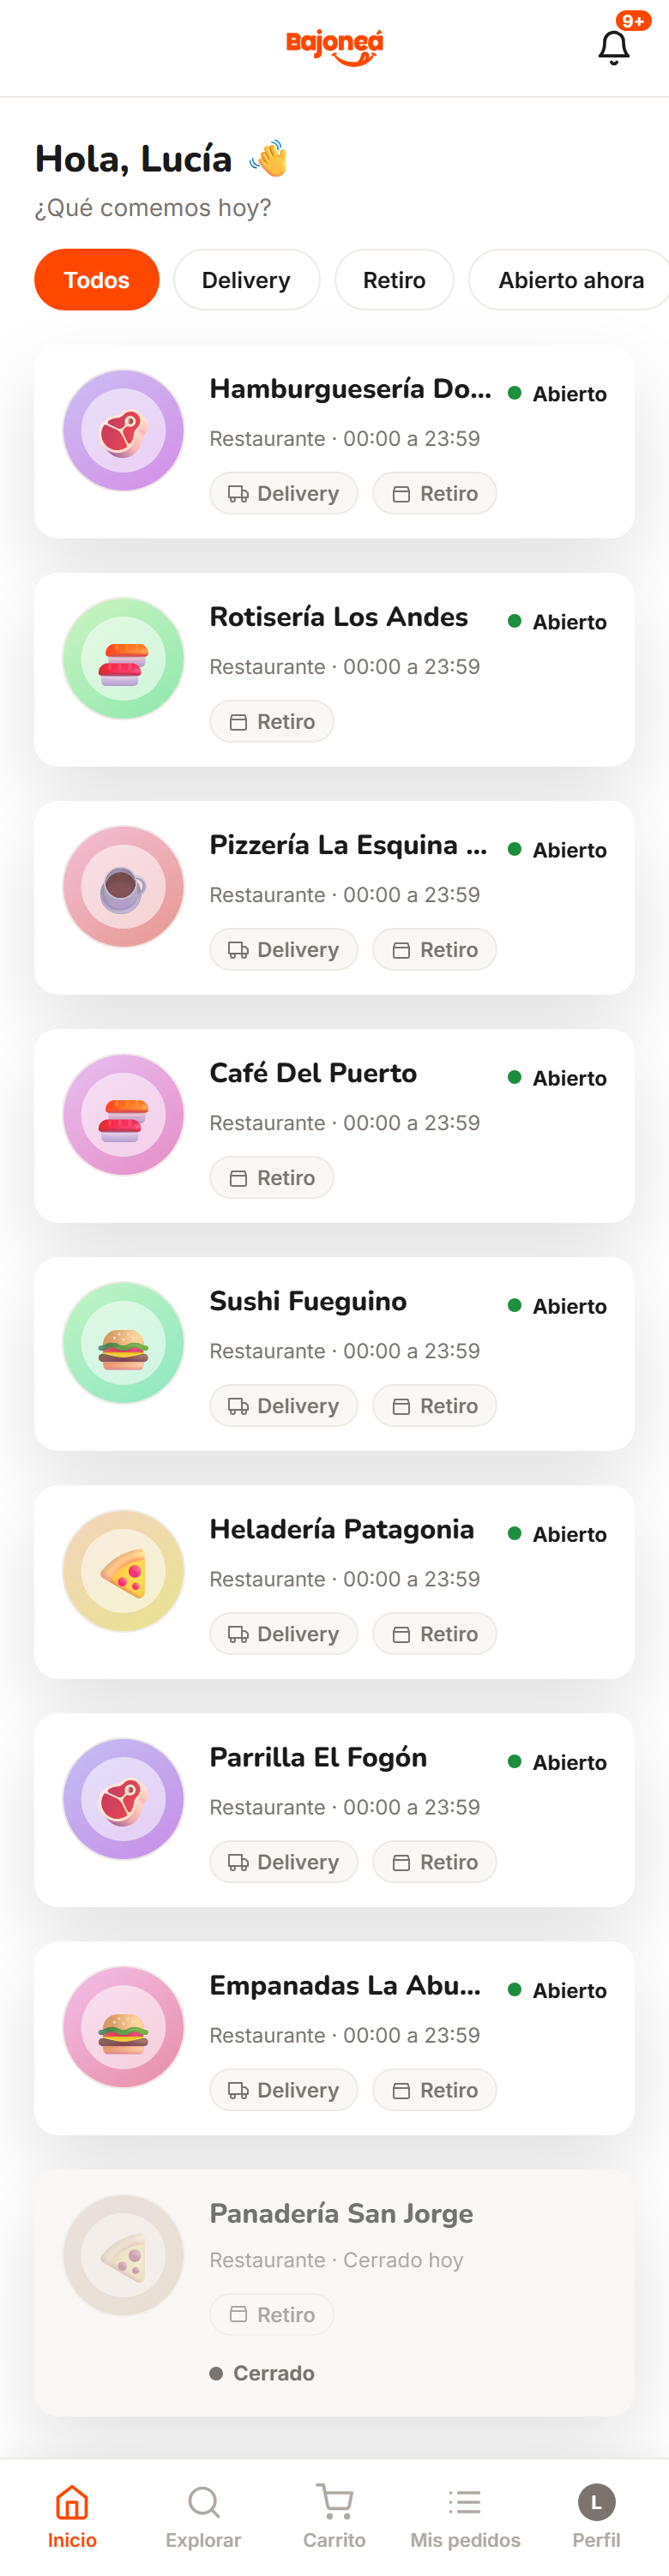 Bajoneá
9+
Hola, Lucía 👋
¿Qué comemos hoy?
Todos
Delivery
Retiro
Abierto ahora
Hamburguesería Do...
Abierto
Restaurante · 00:00 a 23:59
Delivery
Retiro
Rotisería Los Andes
Abierto
Restaurante · 00:00 a 23:59
Retiro
Pizzería La Esquina ...
Abierto
Restaurante · 00:00 a 23:59
Delivery
Retiro
Café Del Puerto
Abierto
Restaurante · 00:00 a 23:59
Retiro
Sushi Fueguino
Abierto
Restaurante · 00:00 a 23:59
Delivery
Retiro
Heladería Patagonia
Abierto
Restaurante · 00:00 a 23:59
Delivery
Retiro
Parrilla El Fogón
Abierto
Restaurante · 00:00 a 23:59
Delivery
Retiro
Empanadas La Abu...
Abierto
Restaurante · 00:00 a 23:59
Delivery
Retiro
Panadería San Jorge
Restaurante · Cerrado hoy
Retiro
Cerrado
Inicio
Explorar
Carrito
Mis pedidos
L
Perfil